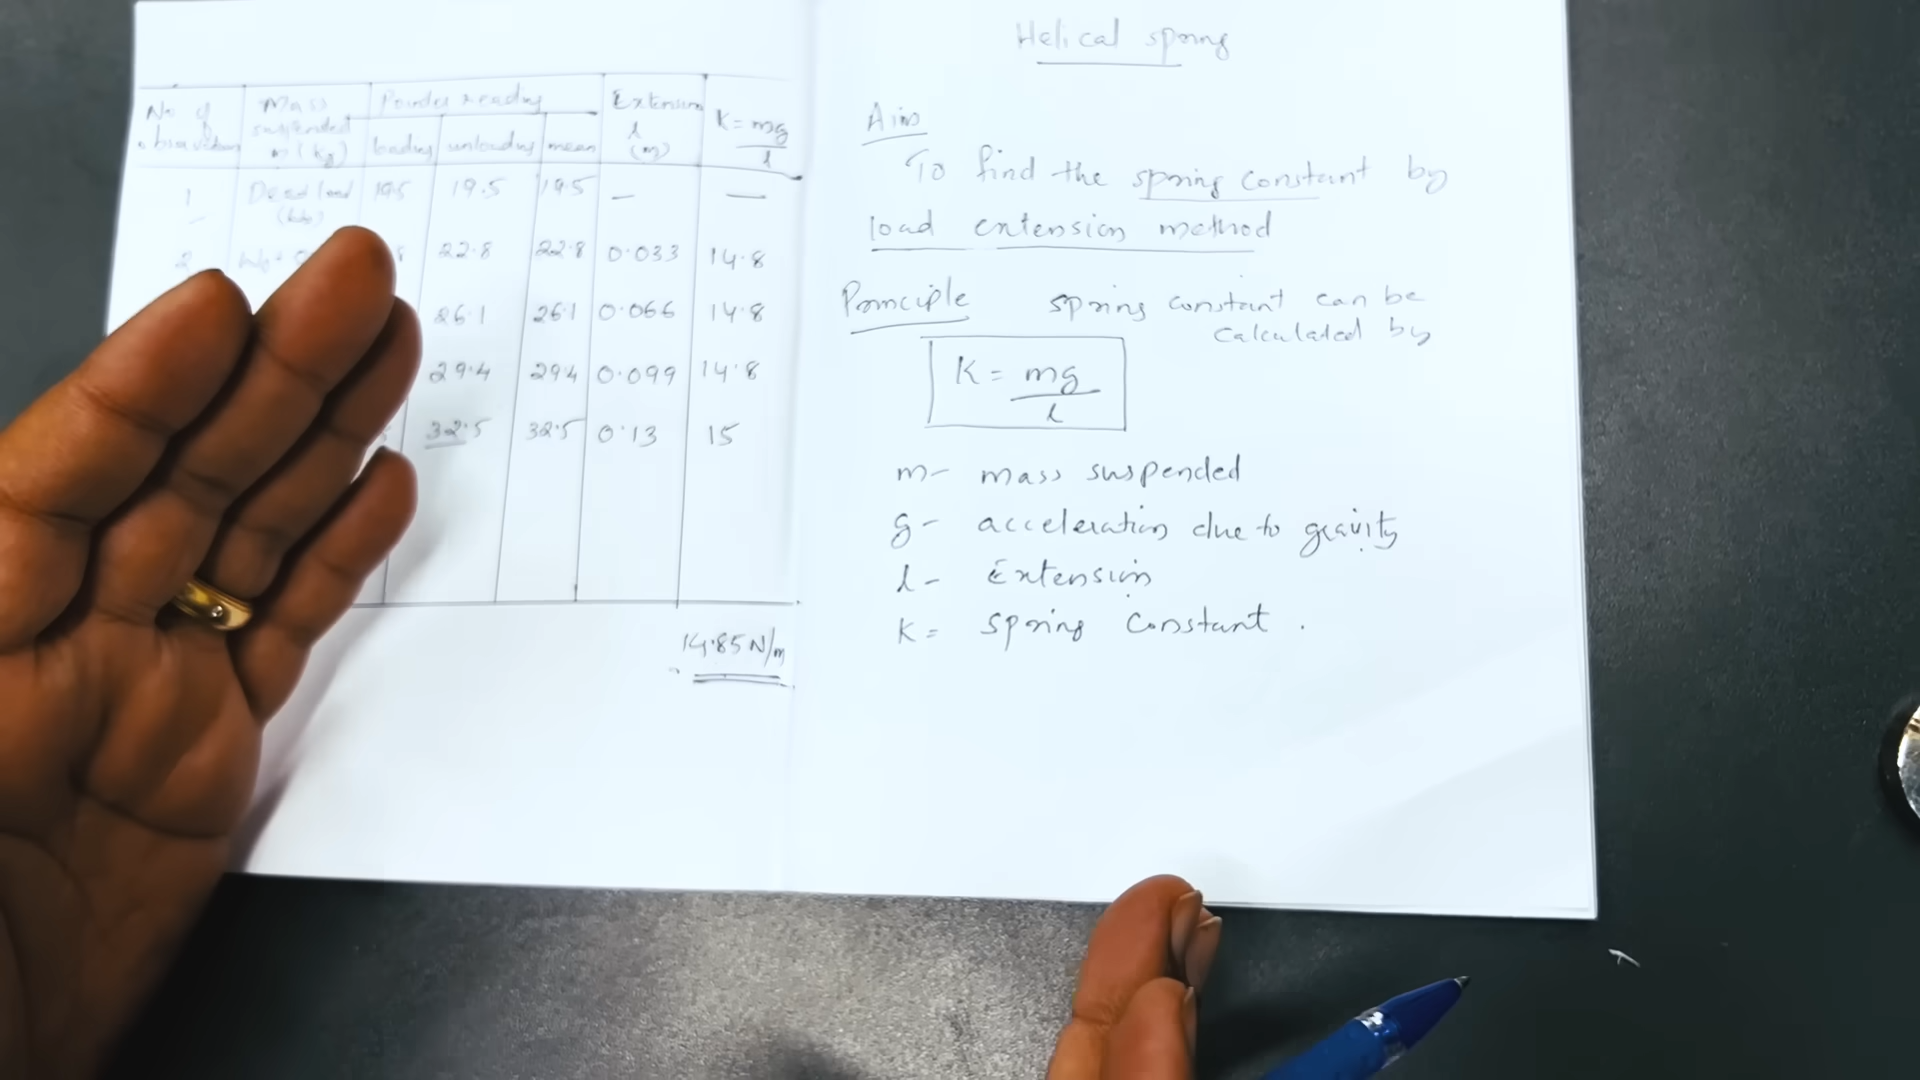 No of Mass Pointer reading Extension K = mg
suspended l l
m (kg) loading unloading mean (m)
1 Dead load 19.5 19.5 19.5 — —
2 22.8 22.8 0.033 14.8
26.1 26.1 0.066 14.8
29.4 29.4 0.099 14.8
32.5 32.5 0.13 15
14.85 N/m
Helical spring
Aim
To find the spring constant by
load extension method
Principle spring constant can be
calculated by
K = mg
l
m- mass suspended
g- acceleration due to gravity
l- Extension
K= spring constant.